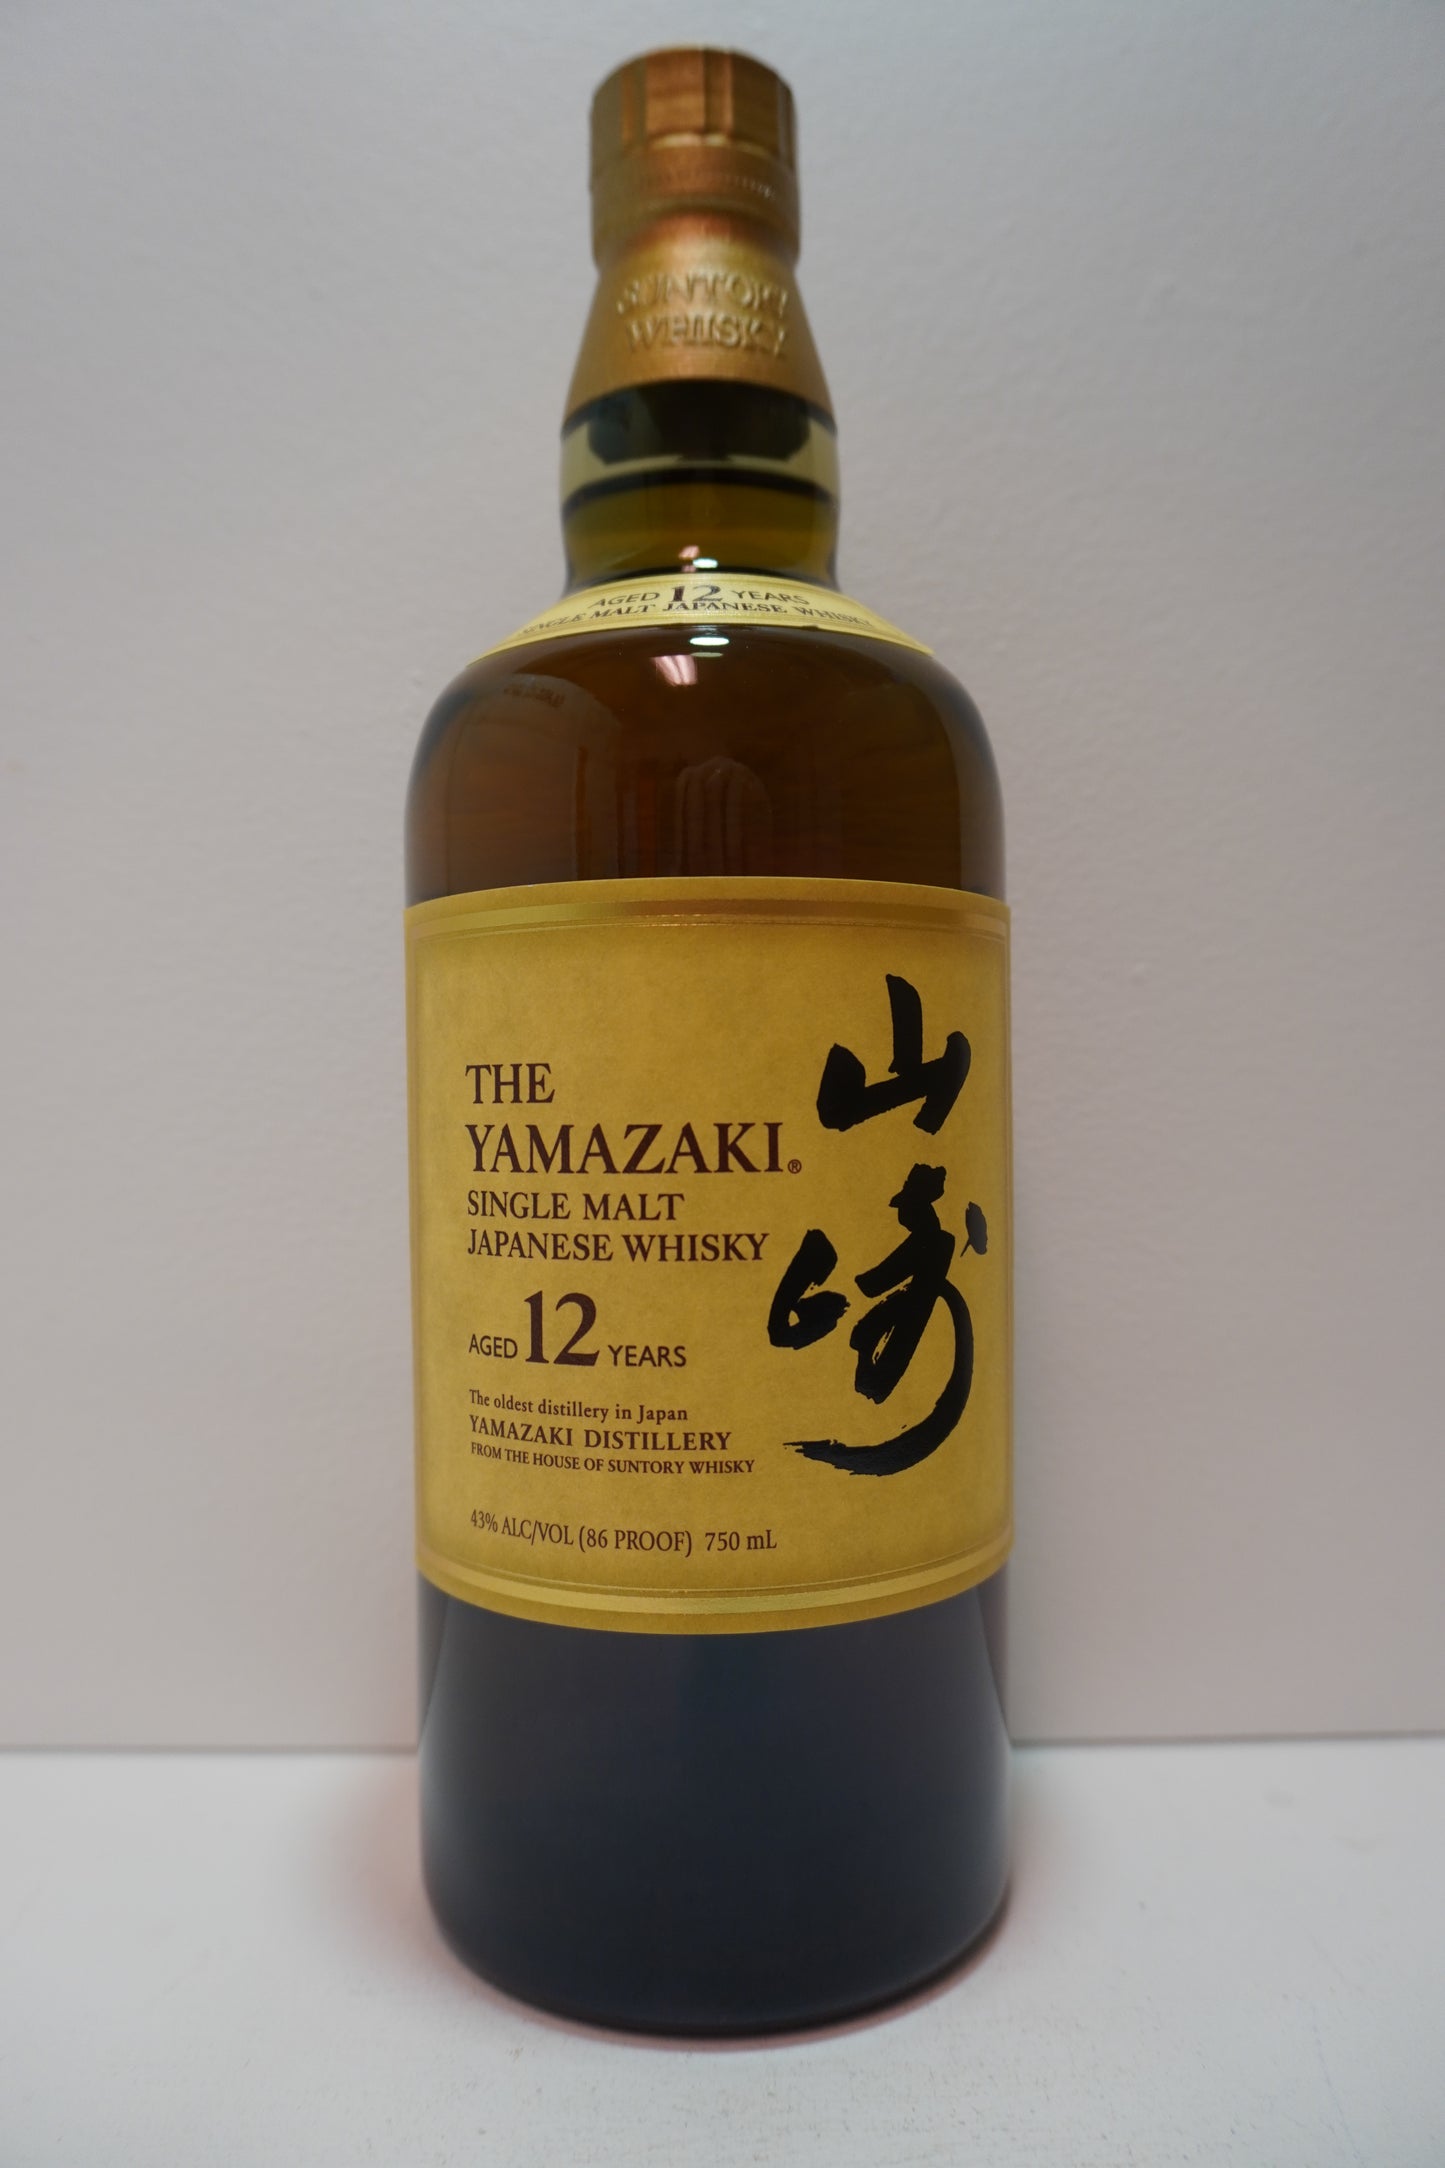 SUNTORY
WHISKY
AGED 12 YEARS
SINGLE MALT JAPANESE WHISKY
THE
YAMAZAKI®
SINGLE MALT
JAPANESE WHISKY
AGED 12 YEARS
The oldest distillery in Japan
YAMAZAKI DISTILLERY
FROM THE HOUSE OF SUNTORY WHISKY
43% ALC/VOL (86 PROOF) 750 mL
山
崎